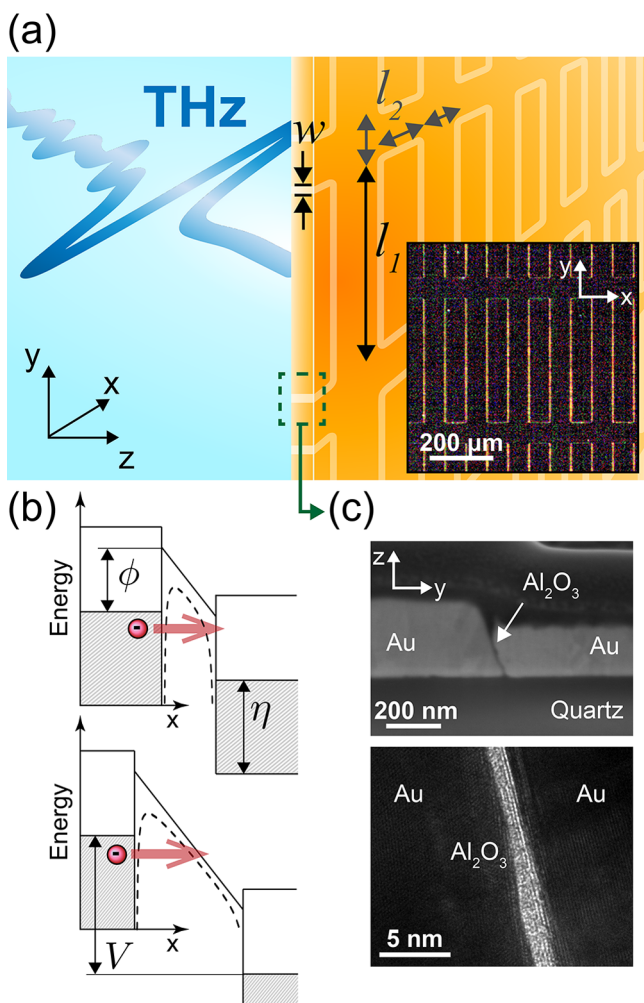 (a)
THz
w
l2
l1
y
x
z
y
x
200 μm
(b)
Energy
ϕ
-
η
x
Energy
-
V
x
(c)
z
y
Al2O3
Au
Au
200 nm
Quartz
Au
Au
Al2O3
5 nm